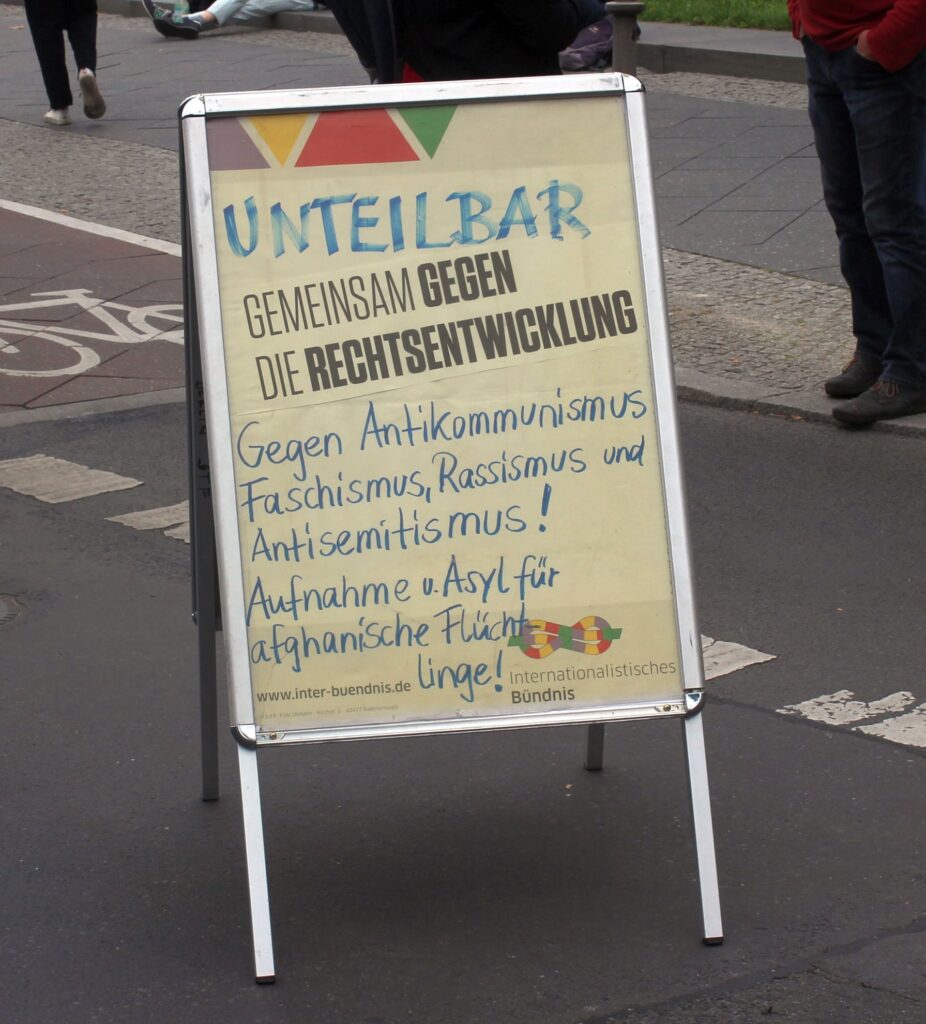 UNTEILBAR
GEMEINSAM GEGEN
DIE RECHTSENTWICKLUNG
Gegen Antikommunismus
Faschismus, Rassismus und
Antisemitismus!
Aufnahme u. Asyl für
afghanische Flücht-
linge!
www.inter-buendnis.de
Internationalistisches
Bündnis